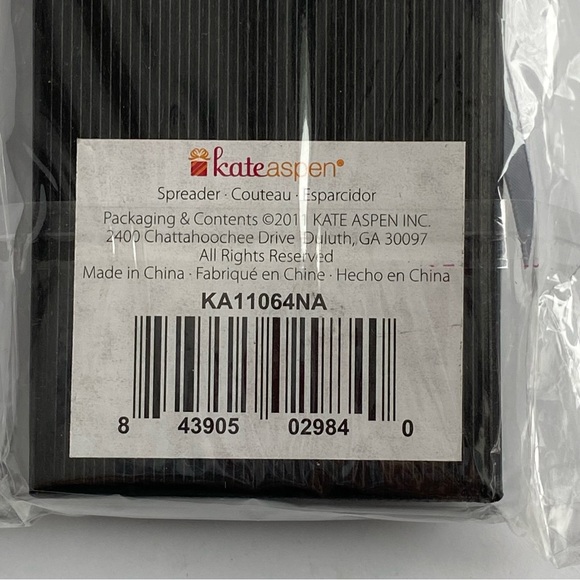 kateaspen®
Spreader · Couteau · Esparcidor
Packaging & Contents ©2011 KATE ASPEN INC.
2400 Chattahoochee Drive Duluth, GA 30097
All Rights Reserved
Made in China · Fabriqué en Chine · Hecho en China
KA11064NA
8 43905 02984 0